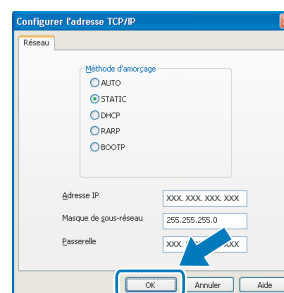 Configurer l'adresse TCP/IP
Réseau
Méthode d'amorçage
AUTO
STATIC
DHCP
RARP
BOOTP
Adresse IP XXX. XXX. XXX. XXX
Masque de sous-réseau 255.255.255.0
Passerelle XXX. XXX
OK Annuler Aide